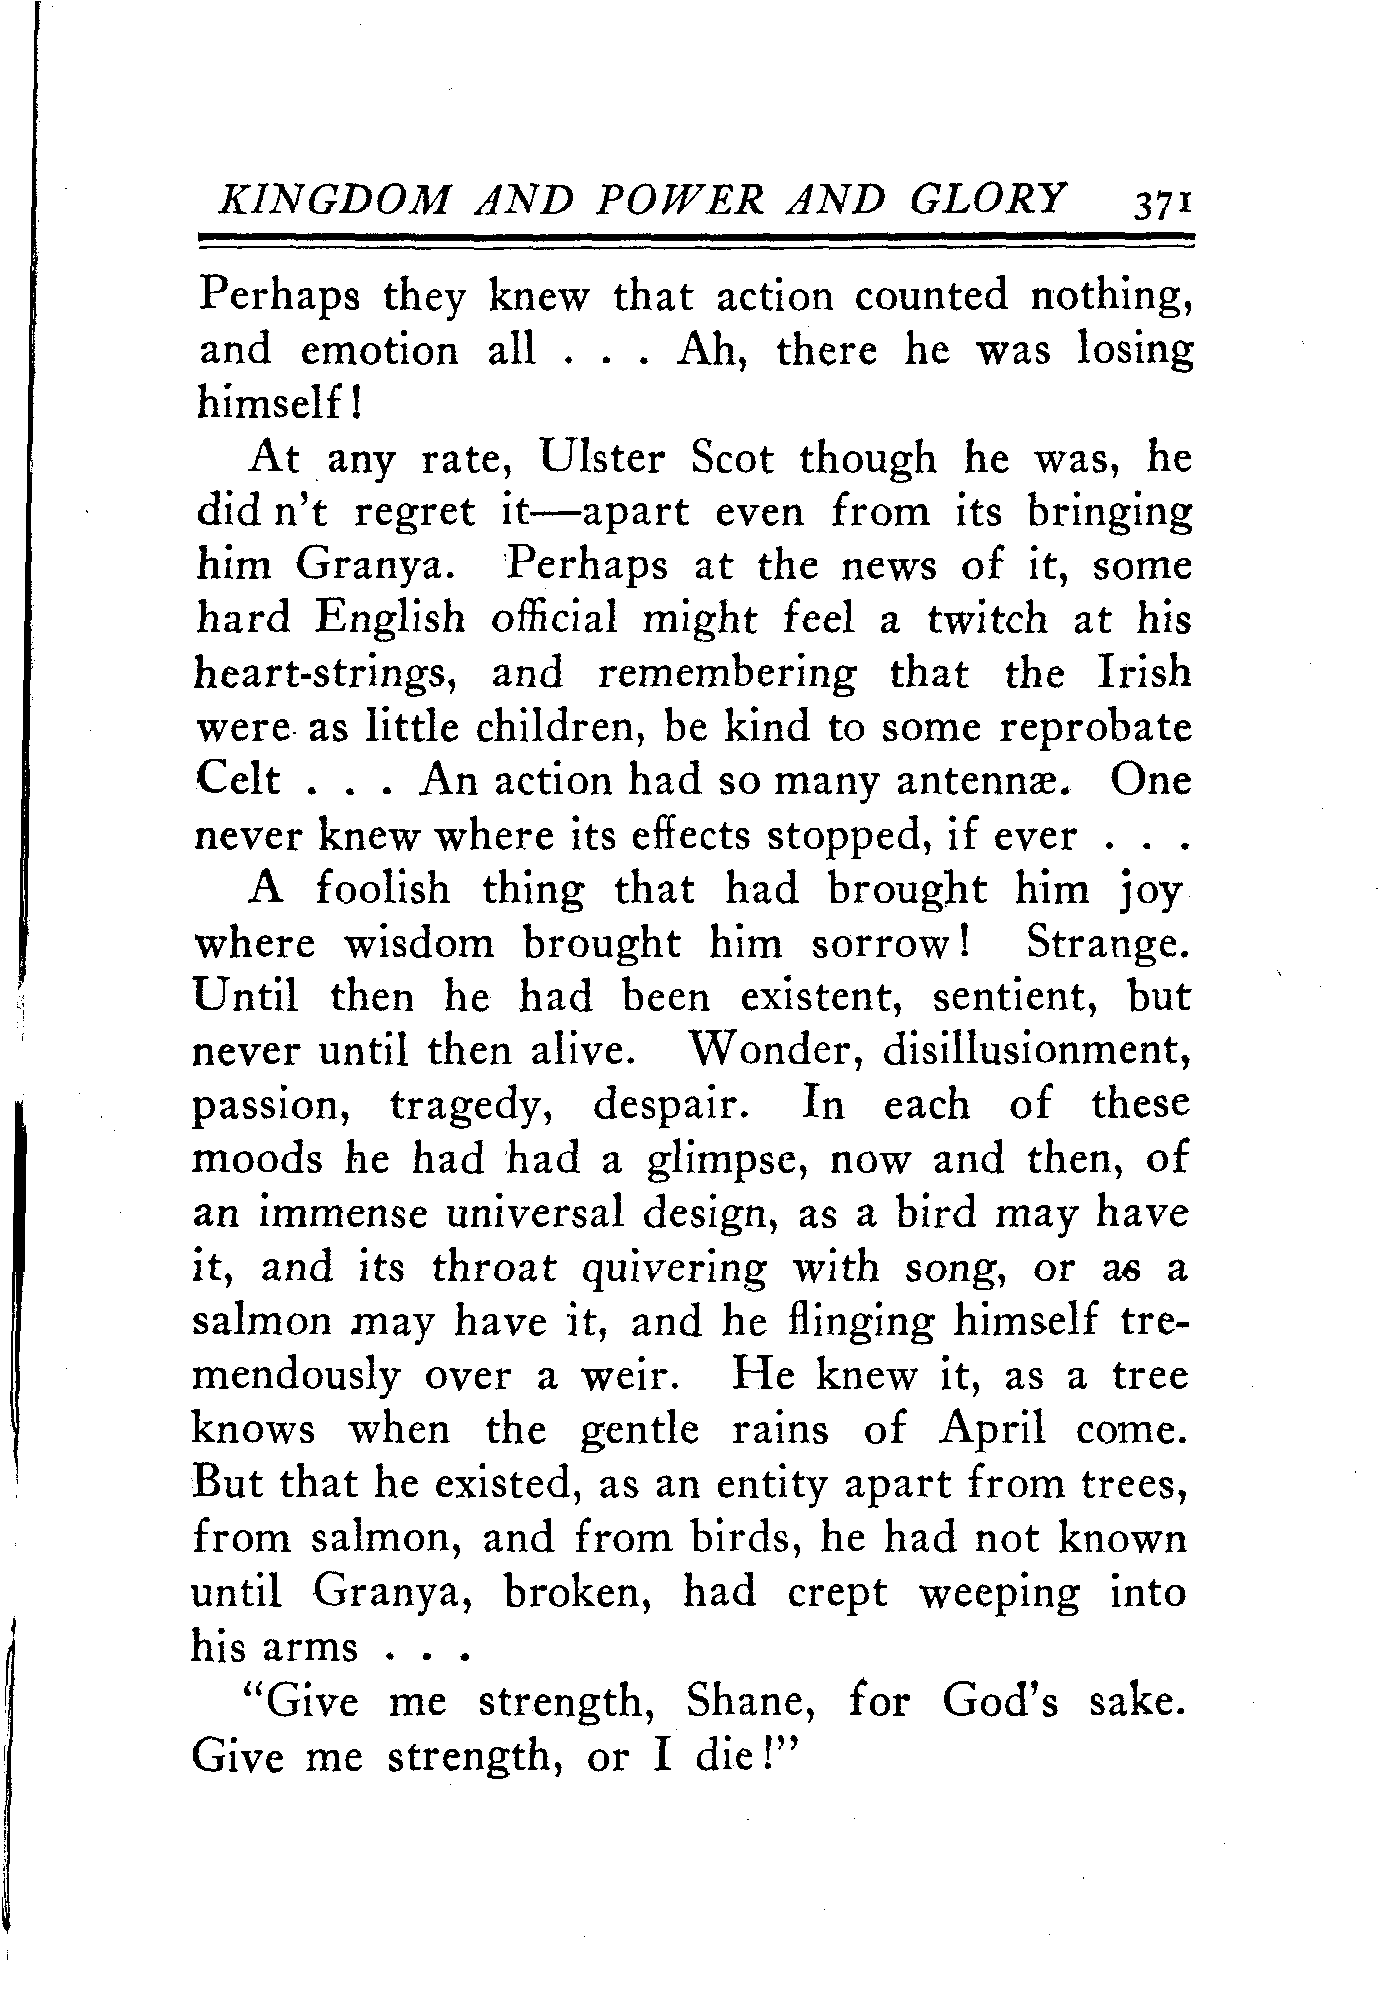 KINGDOM AND POWER AND GLORY 371
Perhaps they knew that action counted nothing,
and emotion all . . . Ah, there he was losing
himself!
At any rate, Ulster Scot though he was, he
did n't regret it—apart even from its bringing
him Granya. Perhaps at the news of it, some
hard English official might feel a twitch at his
heart-strings, and remembering that the Irish
were as little children, be kind to some reprobate
Celt . . . An action had so many antennæ. One
never knew where its effects stopped, if ever . . .
A foolish thing that had brought him joy
where wisdom brought him sorrow! Strange.
Until then he had been existent, sentient, but
never until then alive. Wonder, disillusionment,
passion, tragedy, despair. In each of these
moods he had had a glimpse, now and then, of
an immense universal design, as a bird may have
it, and its throat quivering with song, or as a
salmon may have it, and he flinging himself tre-
mendously over a weir. He knew it, as a tree
knows when the gentle rains of April come.
But that he existed, as an entity apart from trees,
from salmon, and from birds, he had not known
until Granya, broken, had crept weeping into
his arms . . .
"Give me strength, Shane, for God's sake.
Give me strength, or I die!"